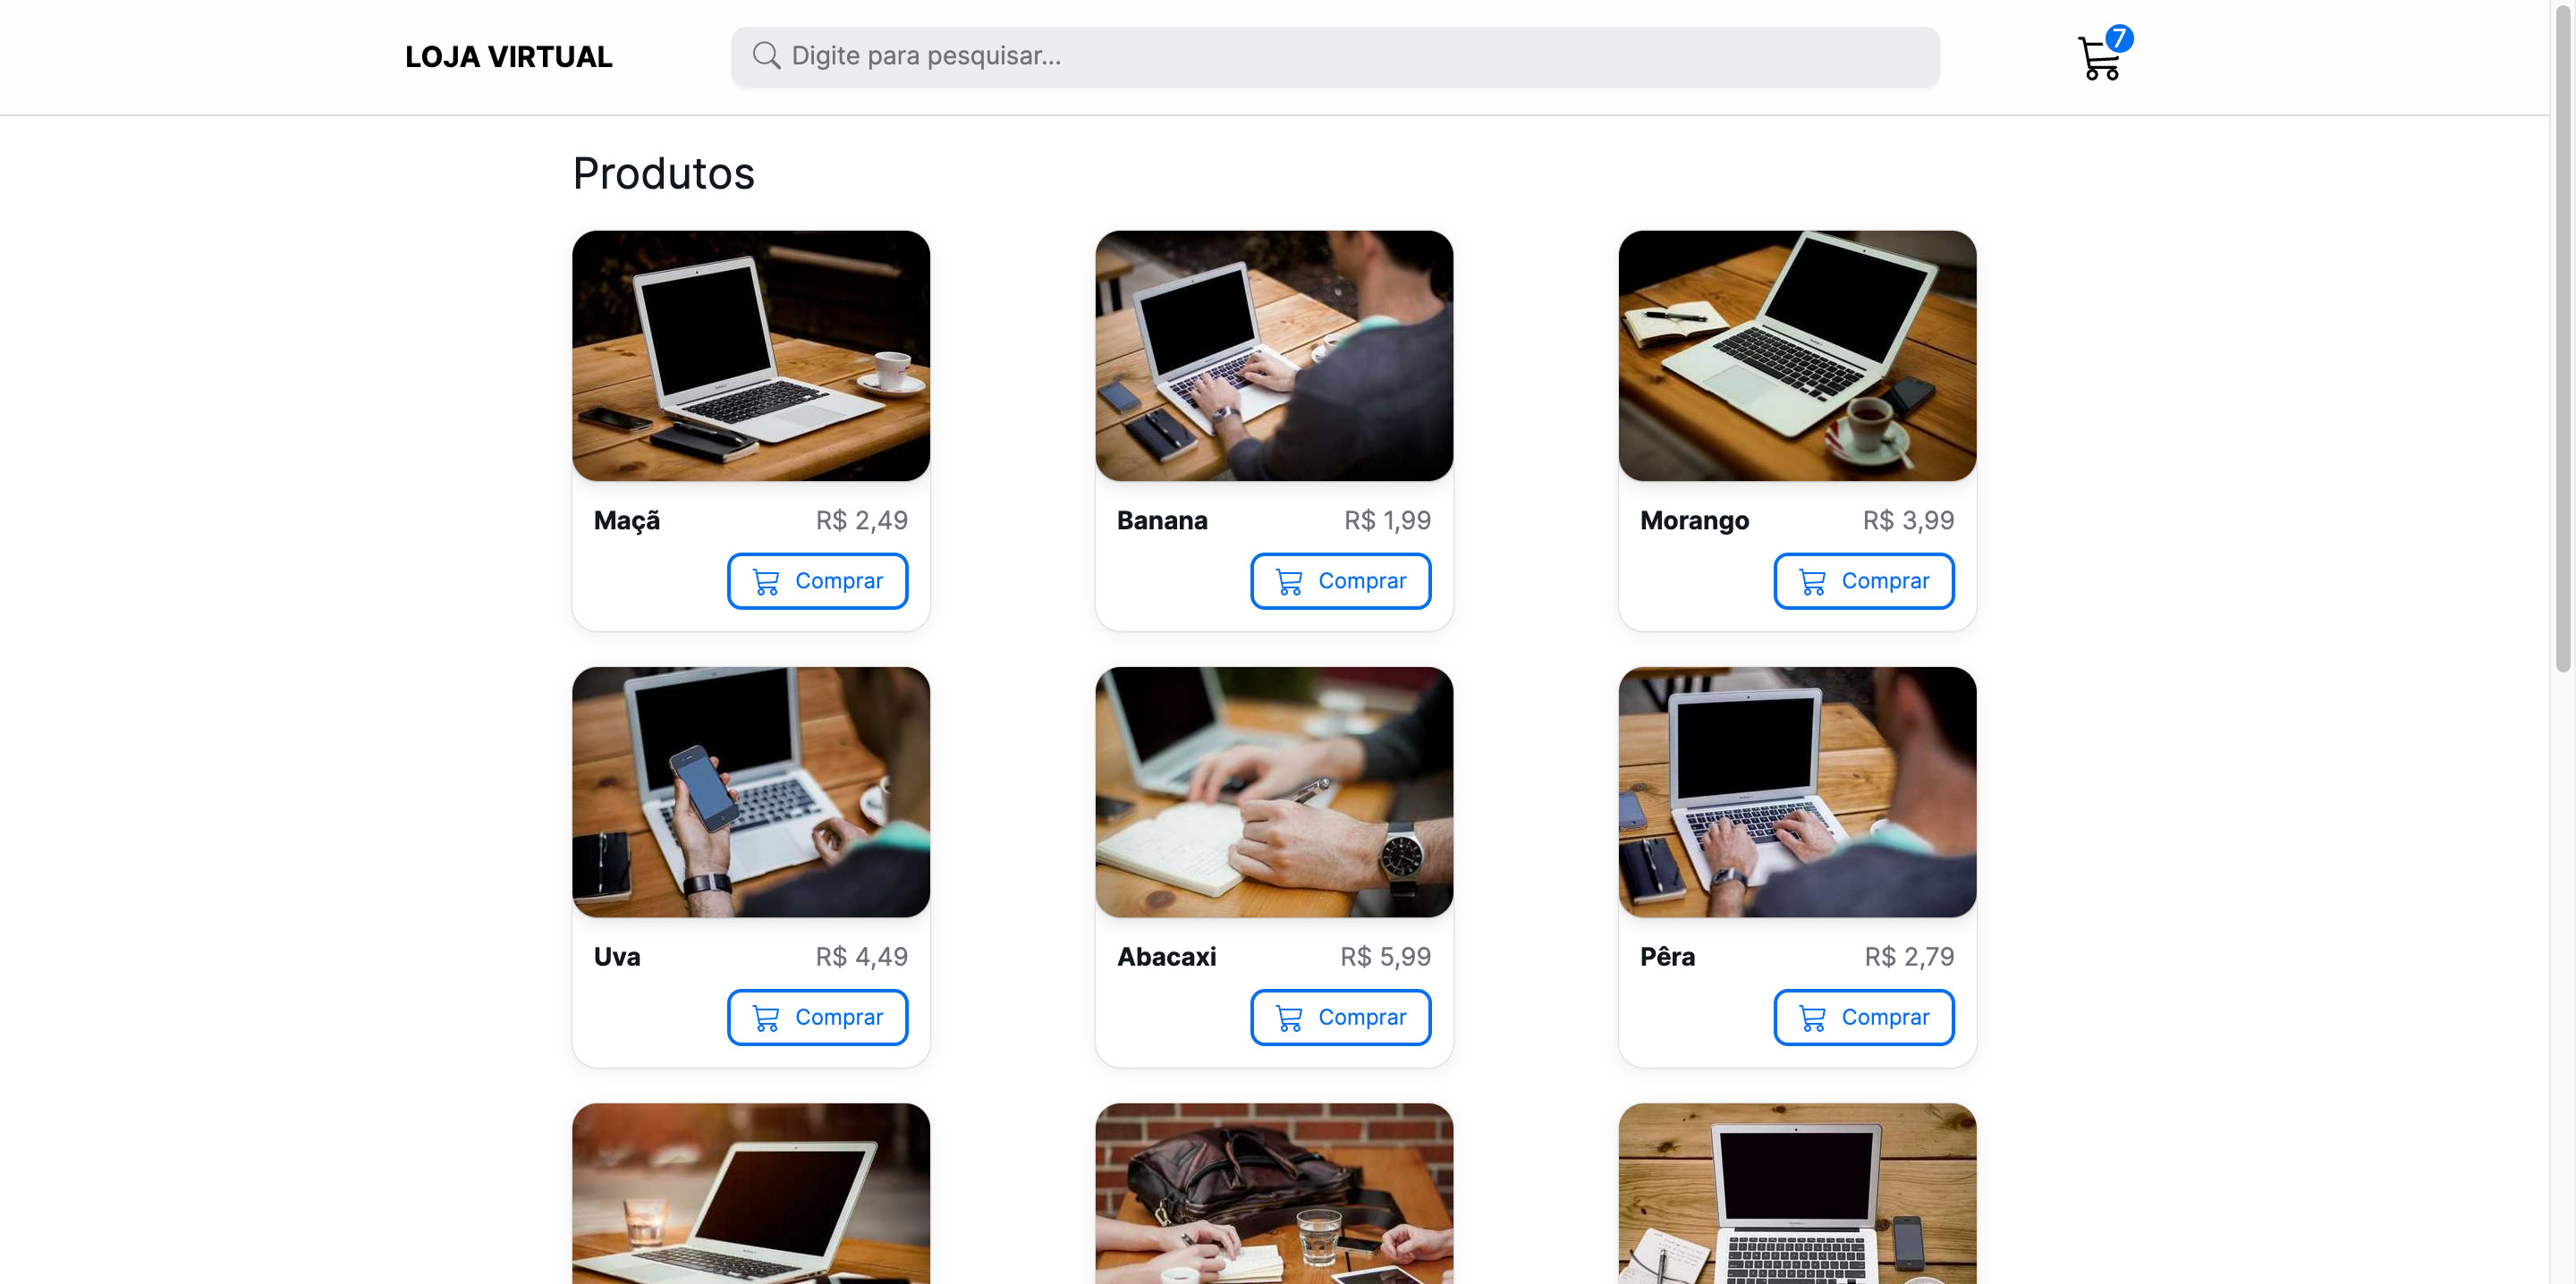 LOJA VIRTUAL
Digite para pesquisar...
7
Produtos
Maçã R$ 2,49
Comprar
Banana R$ 1,99
Comprar
Morango R$ 3,99
Comprar
Uva R$ 4,49
Comprar
Abacaxi R$ 5,99
Comprar
Pêra R$ 2,79
Comprar